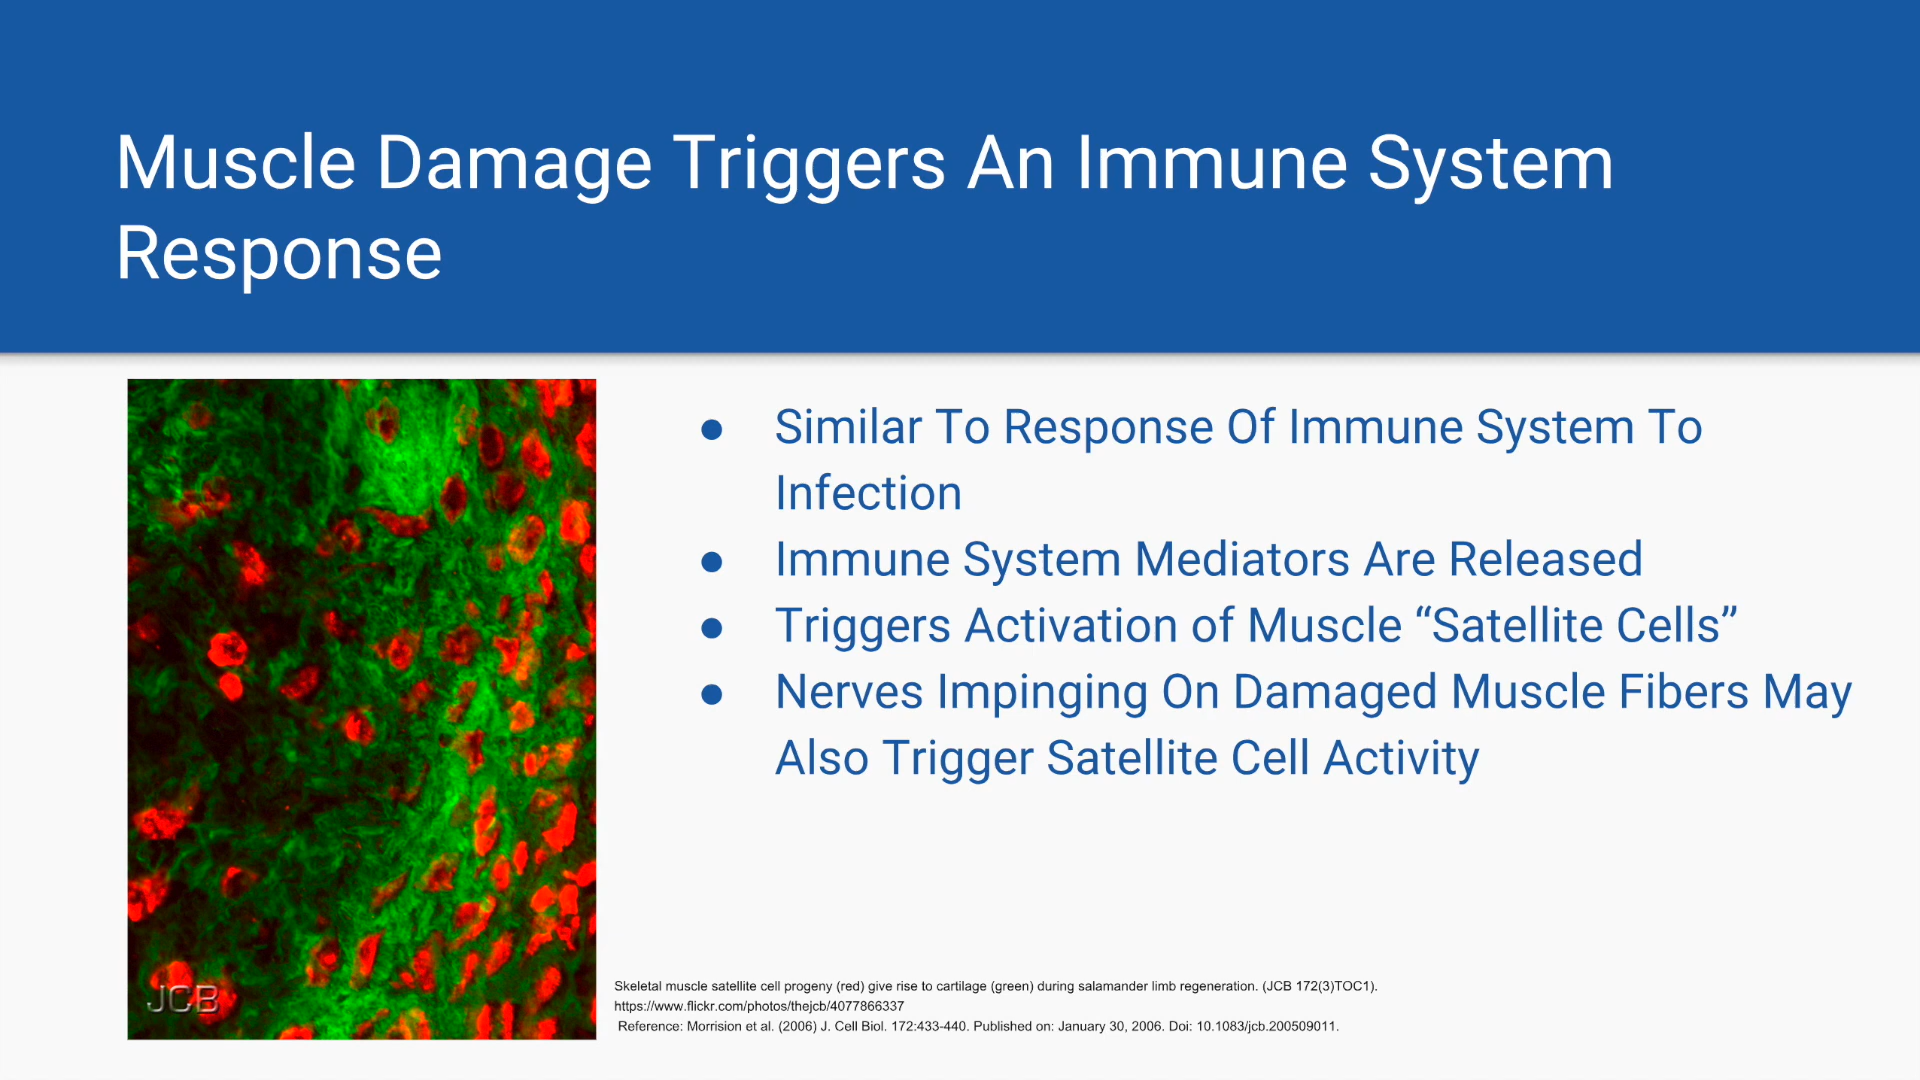 Muscle Damage Triggers An Immune System
Response
● Similar To Response Of Immune System To
Infection
● Immune System Mediators Are Released
● Triggers Activation of Muscle “Satellite Cells”
● Nerves Impinging On Damaged Muscle Fibers May
Also Trigger Satellite Cell Activity
JCB
Skeletal muscle satellite cell progeny (red) give rise to cartilage (green) during salamander limb regeneration. (JCB 172(3)TOC1).
https://www.flickr.com/photos/thejcb/4077866337
Reference: Morrision et al. (2006) J. Cell Biol. 172:433-440. Published on: January 30, 2006. Doi: 10.1083/jcb.200509011.